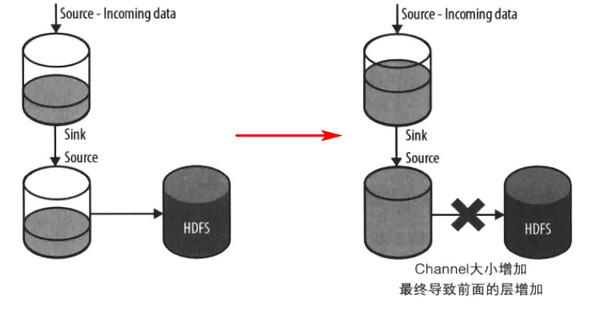 Source - Incoming data
Sink
Source
HDFS
Source - Incoming data
Sink
Source
HDFS
Channel大小增加
最终导致前面的层增加